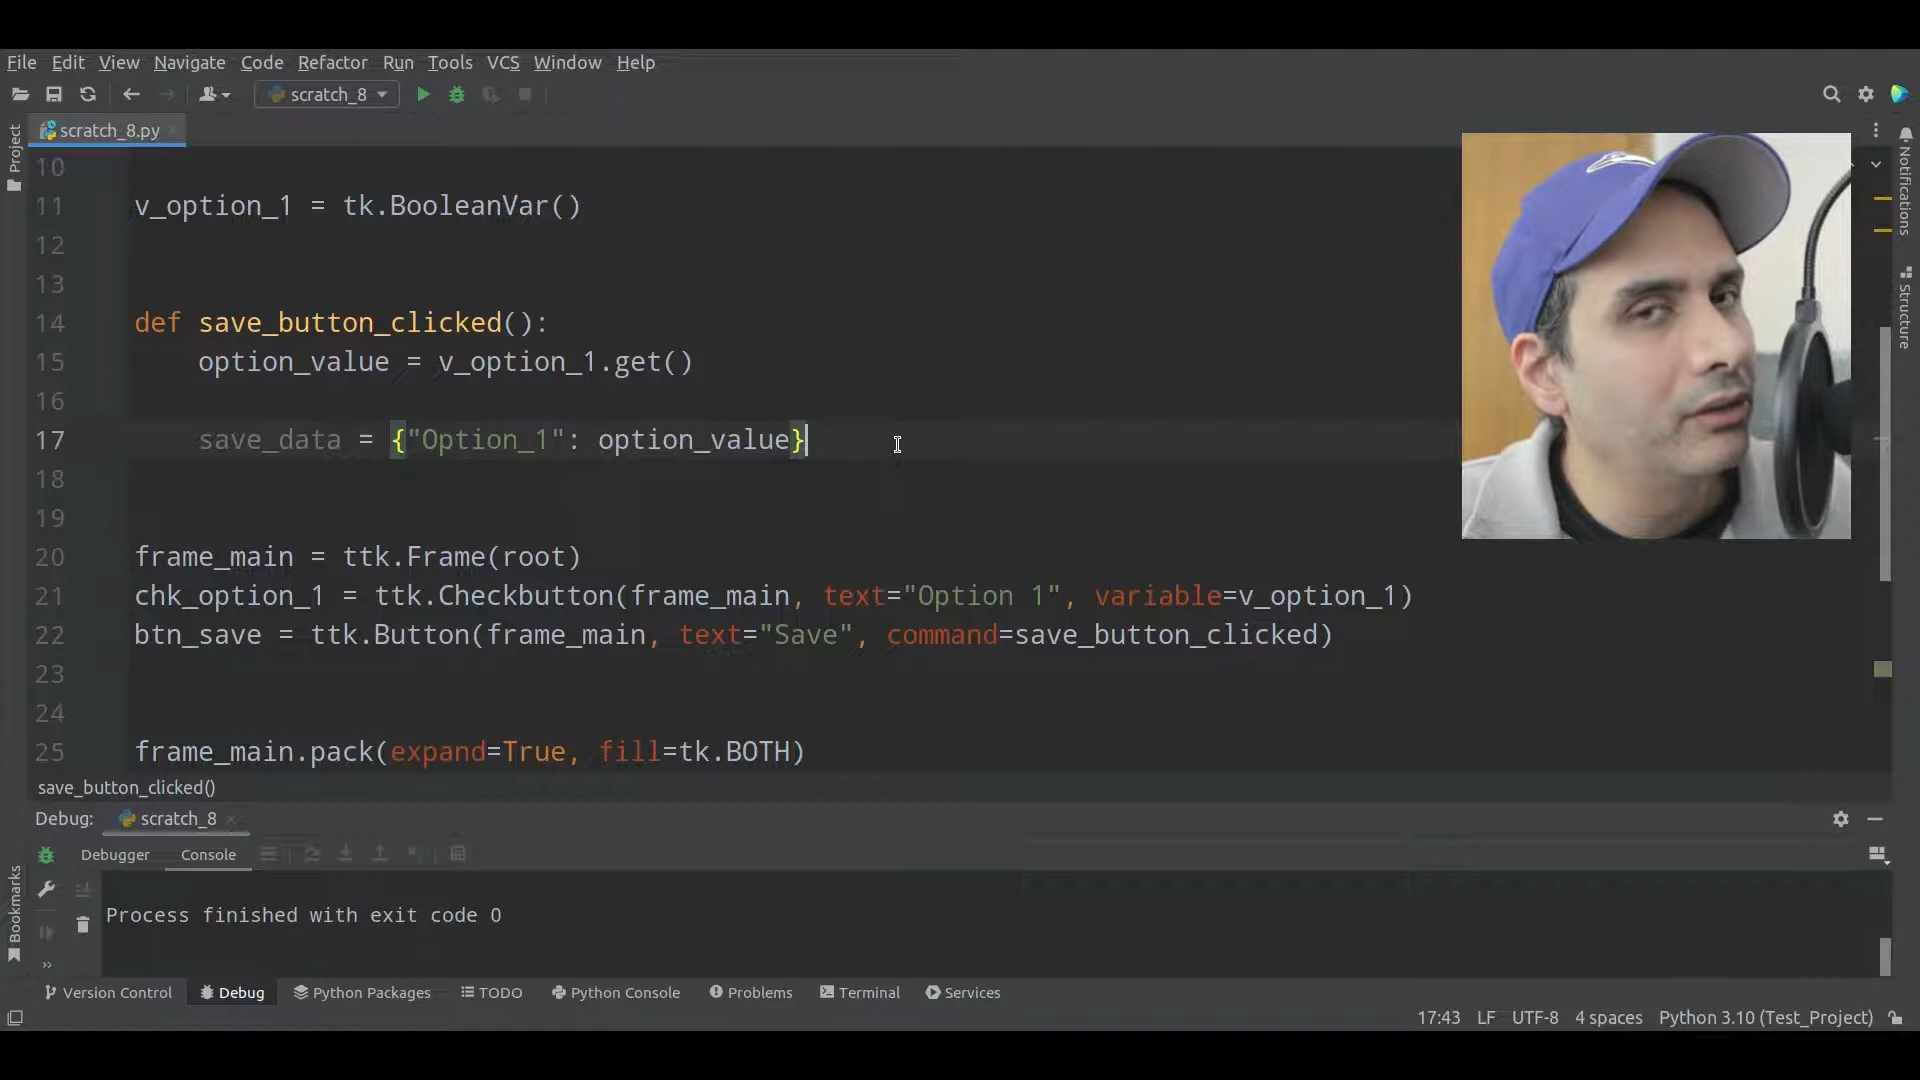 File Edit View Navigate Code Refactor Run Tools VCS Window Help
scratch_8
scratch_8.py
Project
Notifications
Structure
10
11 v_option_1 = tk.BooleanVar()
12
13
14 def save_button_clicked():
15 option_value = v_option_1.get()
16
17 save_data = {"Option_1": option_value}
18
19
20 frame_main = ttk.Frame(root)
21 chk_option_1 = ttk.Checkbutton(frame_main, text="Option 1", variable=v_option_1)
22 btn_save = ttk.Button(frame_main, text="Save", command=save_button_clicked)
23
24
25 frame_main.pack(expand=True, fill=tk.BOTH)
save_button_clicked()
Debug: scratch_8
Debugger Console
Bookmarks
Process finished with exit code 0
Version Control Debug Python Packages TODO Python Console Problems Terminal Services
17:43 LF UTF-8 4 spaces Python 3.10 (Test_Project)